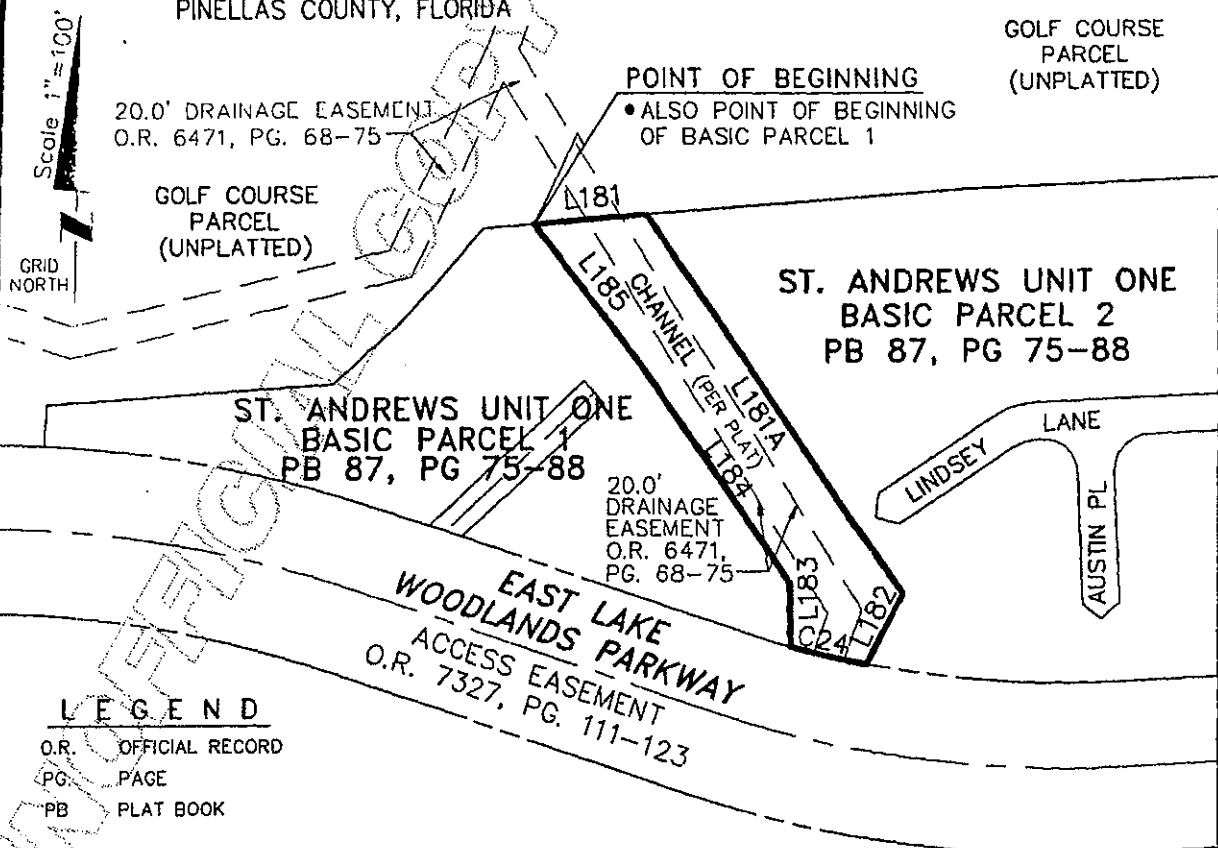 PINELLAS COUNTY, FLORIDA
Scale 1"=100'
GRID
NORTH
20.0' DRAINAGE EASEMENT
O.R. 6471, PG. 68-75
GOLF COURSE
PARCEL
(UNPLATTED)
POINT OF BEGINNING
• ALSO POINT OF BEGINNING
OF BASIC PARCEL 1
GOLF COURSE
PARCEL
(UNPLATTED)
L181
L185
CHANNEL (PER PLAT)
L181A
L184
ST. ANDREWS UNIT ONE
BASIC PARCEL 2
PB 87, PG 75-88
ST. ANDREWS UNIT ONE
BASIC PARCEL 1
PB 87, PG 75-88
LINDSEY LANE
AUSTIN PL
20.0'
DRAINAGE
EASEMENT
O.R. 6471,
PG. 68-75
L183
L182
C24
EAST LAKE
WOODLANDS PARKWAY
ACCESS EASEMENT
O.R. 7327, PG. 111-123
LEGEND
O.R. OFFICIAL RECORD
PG. PAGE
PB PLAT BOOK
UNOFFICIAL COPY